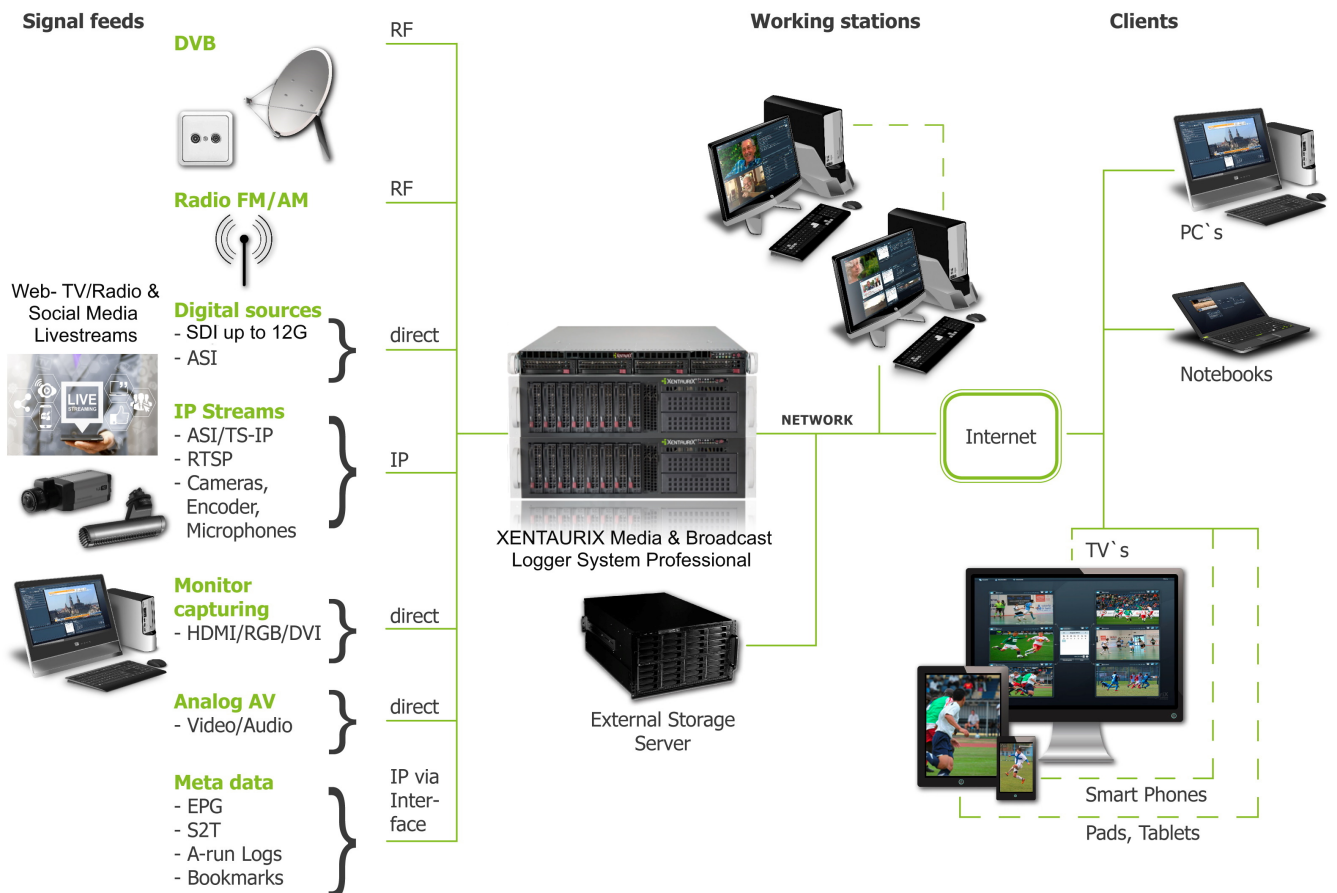 Signal feeds
Working stations
Clients
DVB
RF
Radio FM/AM
RF
Web- TV/Radio &
Social Media
Livestreams
LIVE
STREAMING
Digital sources
- SDI up to 12G
- ASI
direct
IP Streams
- ASI/TS-IP
- RTSP
- Cameras,
Encoder,
Microphones
IP
Monitor
capturing
- HDMI/RGB/DVI
direct
Analog AV
- Video/Audio
direct
Meta data
- EPG
- S2T
- A-run Logs
- Bookmarks
IP via
Inter-
face
XENTAURIX
XENTAURIX
XENTAURIX Media & Broadcast
Logger System Professional
External Storage
Server
NETWORK
Internet
PC`s
Notebooks
TV`s
Smart Phones
Pads, Tablets